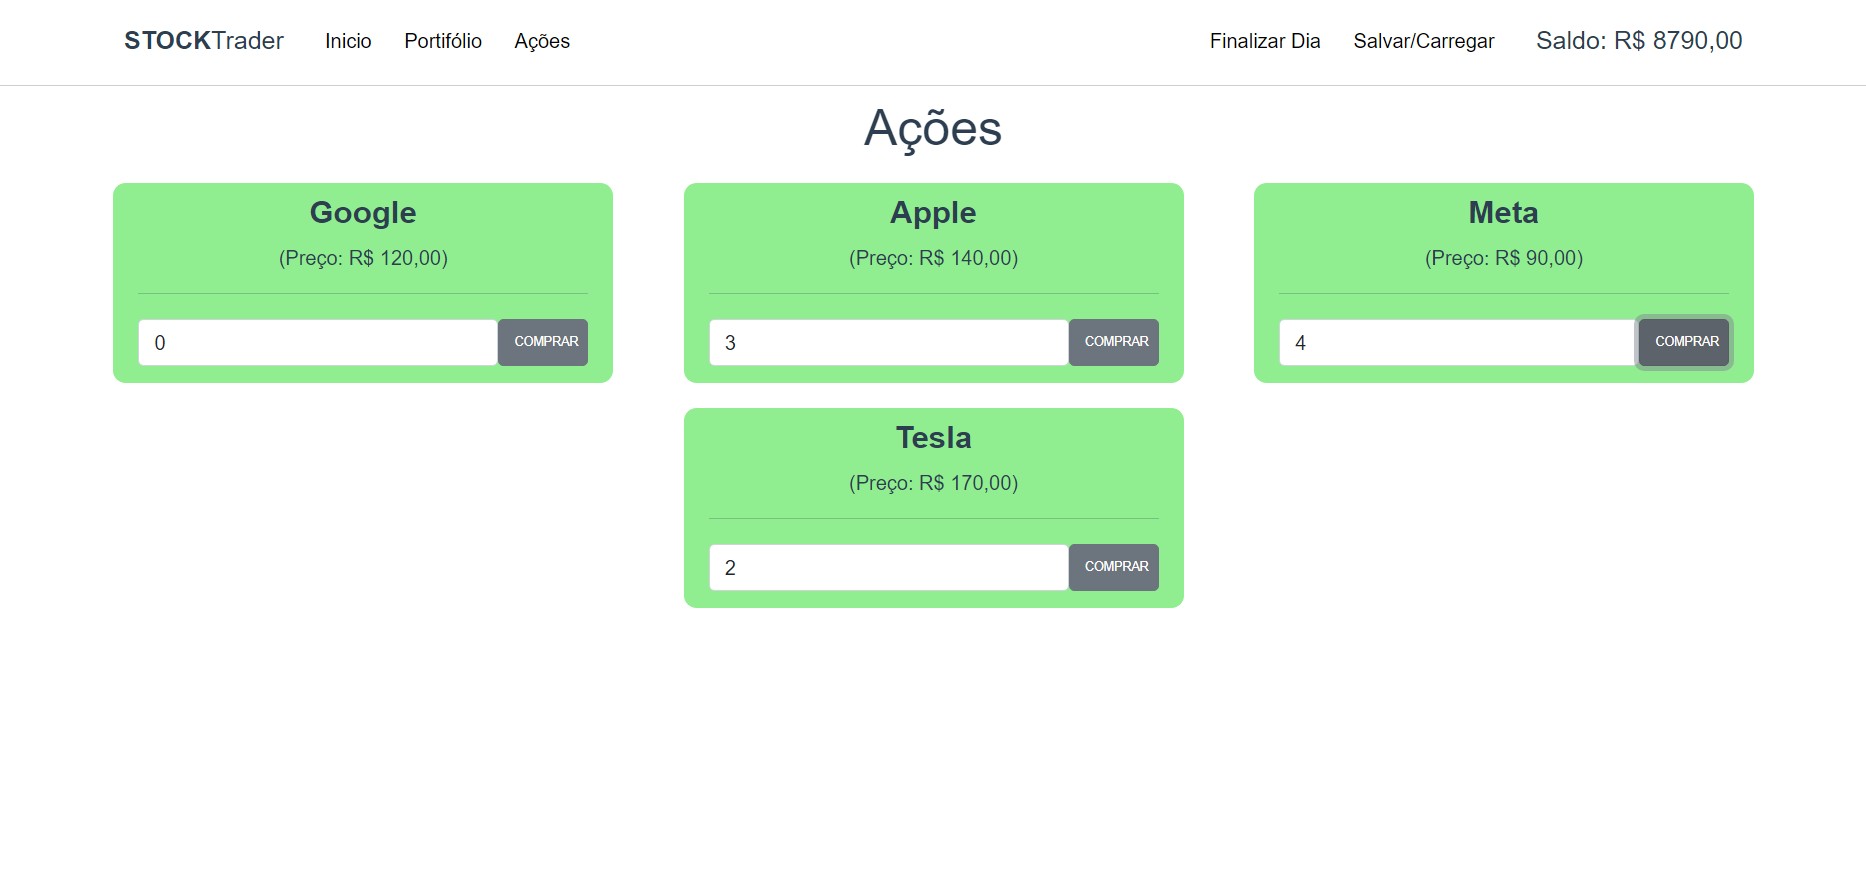 STOCKTrader Inicio Portifólio Ações Finalizar Dia Salvar/Carregar Saldo: R$ 8790,00
Ações
Google
(Preço: R$ 120,00)
0 COMPRAR
Apple
(Preço: R$ 140,00)
3 COMPRAR
Meta
(Preço: R$ 90,00)
4 COMPRAR
Tesla
(Preço: R$ 170,00)
2 COMPRAR